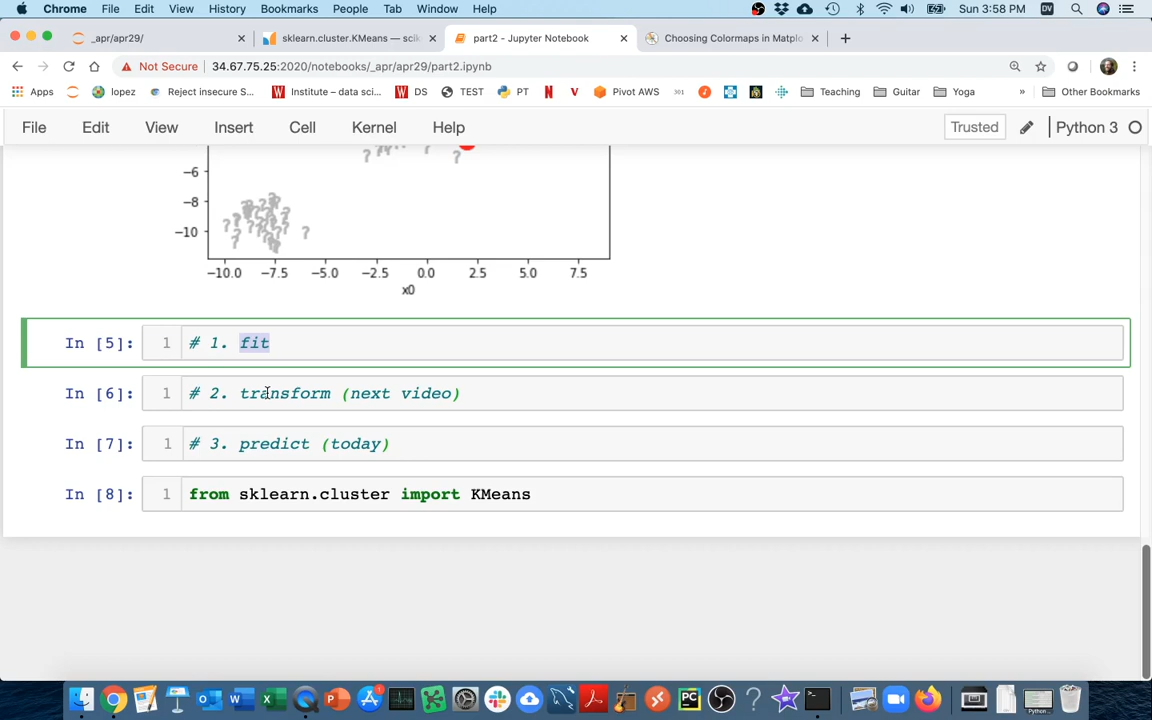 Chrome File Edit View History Bookmarks People Tab Window Help Sun 3:58 PM
_apr/apr29/ sklearn.cluster.KMeans — scik part2 - Jupyter Notebook Choosing Colormaps in Matplo
Not Secure 34.67.75.25:2020/notebooks/_apr/apr29/part2.ipynb
Apps lopez Reject insecure S... Institute – data sci... DS TEST PT Pivot AWS 301 Teaching Guitar Yoga » Other Bookmarks
File Edit View Insert Cell Kernel Help Trusted Python 3
−6
−8
−10
? ? ? ?
−10.0 −7.5 −5.0 −2.5 0.0 2.5 5.0 7.5
x0
In [5]: 1 # 1. fit
In [6]: 1 # 2. transform (next video)
In [7]: 1 # 3. predict (today)
In [8]: 1 from sklearn.cluster import KMeans